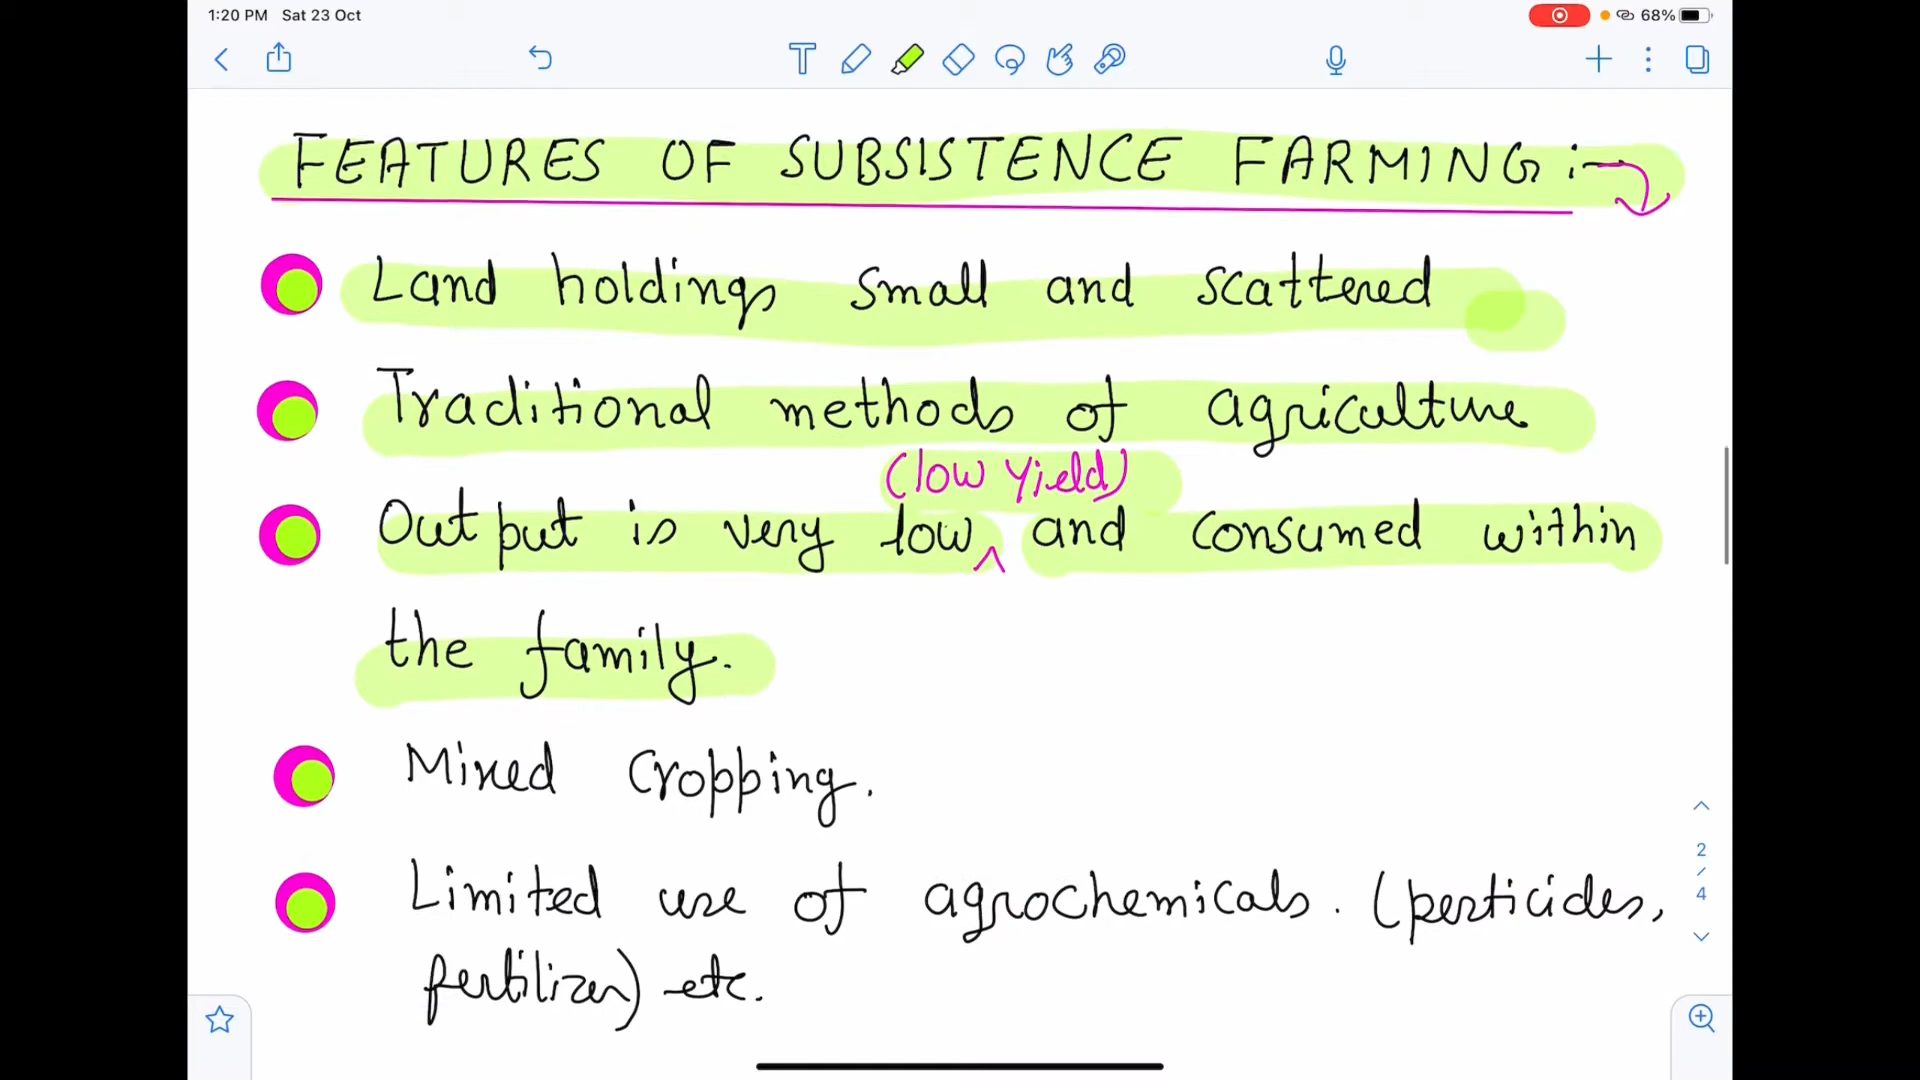 1:20 PM Sat 23 Oct
68%
FEATURES OF SUBSISTENCE FARMING :-
Land holdings small and scattered
Traditional methods of agriculture
(low yield)
Output is very low ^ and consumed within
the family.
Mixed Cropping.
Limited use of agrochemicals. (pesticides,
fertilizer) etc.
2
/
4